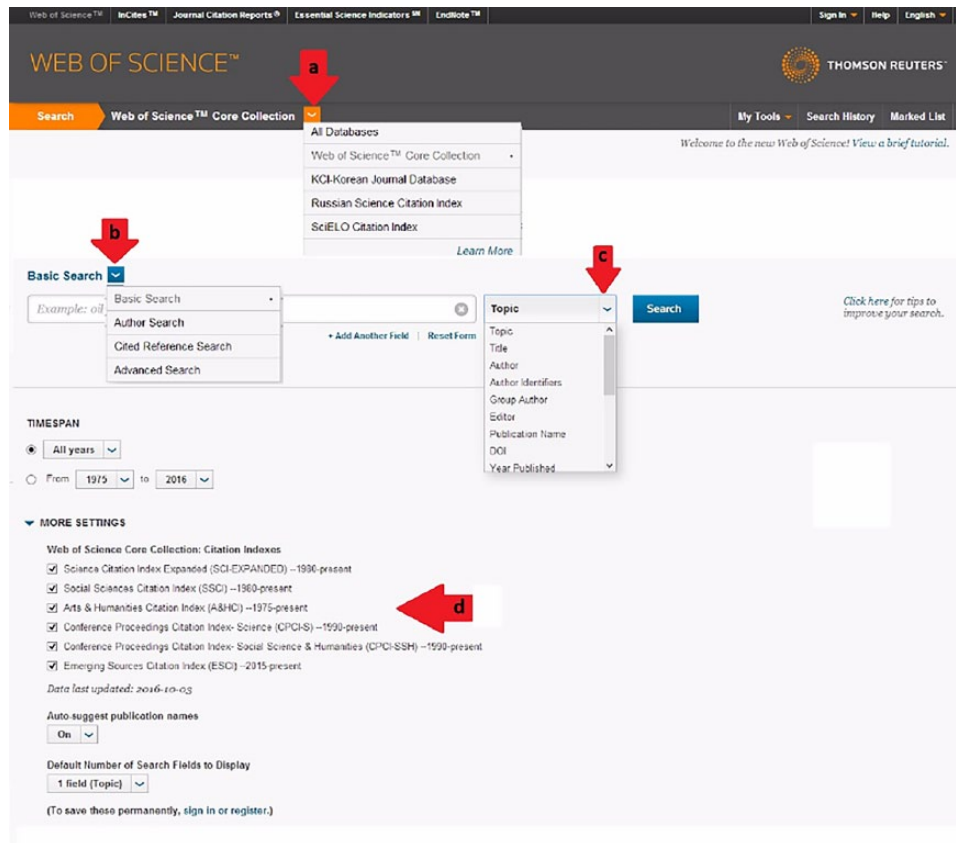 Web of Science™ InCites™ Journal Citation Reports® Essential Science Indicators SM EndNote™ Sign In Help English
WEB OF SCIENCE™
a
THOMSON REUTERS™
Search Web of Science™ Core Collection My Tools Search History Marked List
All Databases
Welcome to the new Web of Science! View a brief tutorial.
Web of Science™ Core Collection
KCI-Korean Journal Database
Russian Science Citation Index
SciELO Citation Index
Learn More
b
c
Basic Search
Example: oil
Basic Search
Author Search
Cited Reference Search
Advanced Search
+ Add Another Field | Reset Form
Topic
Search
Click here for tips to
improve your search.
Topic
Title
Author
Author Identifiers
Group Author
Editor
Publication Name
DOI
Year Published
TIMESPAN
All years
From 1975 to 2016
MORE SETTINGS
Web of Science Core Collection: Citation Indexes
Science Citation Index Expanded (SCI-EXPANDED) --1980-present
Social Sciences Citation Index (SSCI) --1980-present
Arts & Humanities Citation Index (A&HCI) --1975-present
d
Conference Proceedings Citation Index- Science (CPCI-S) --1990-present
Conference Proceedings Citation Index- Social Science & Humanities (CPCI-SSH) --1990-present
Emerging Sources Citation Index (ESCI) --2015-present
Data last updated: 2016-10-03
Auto-suggest publication names
On
Default Number of Search Fields to Display
1 field (Topic)
(To save these permanently, sign in or register.)